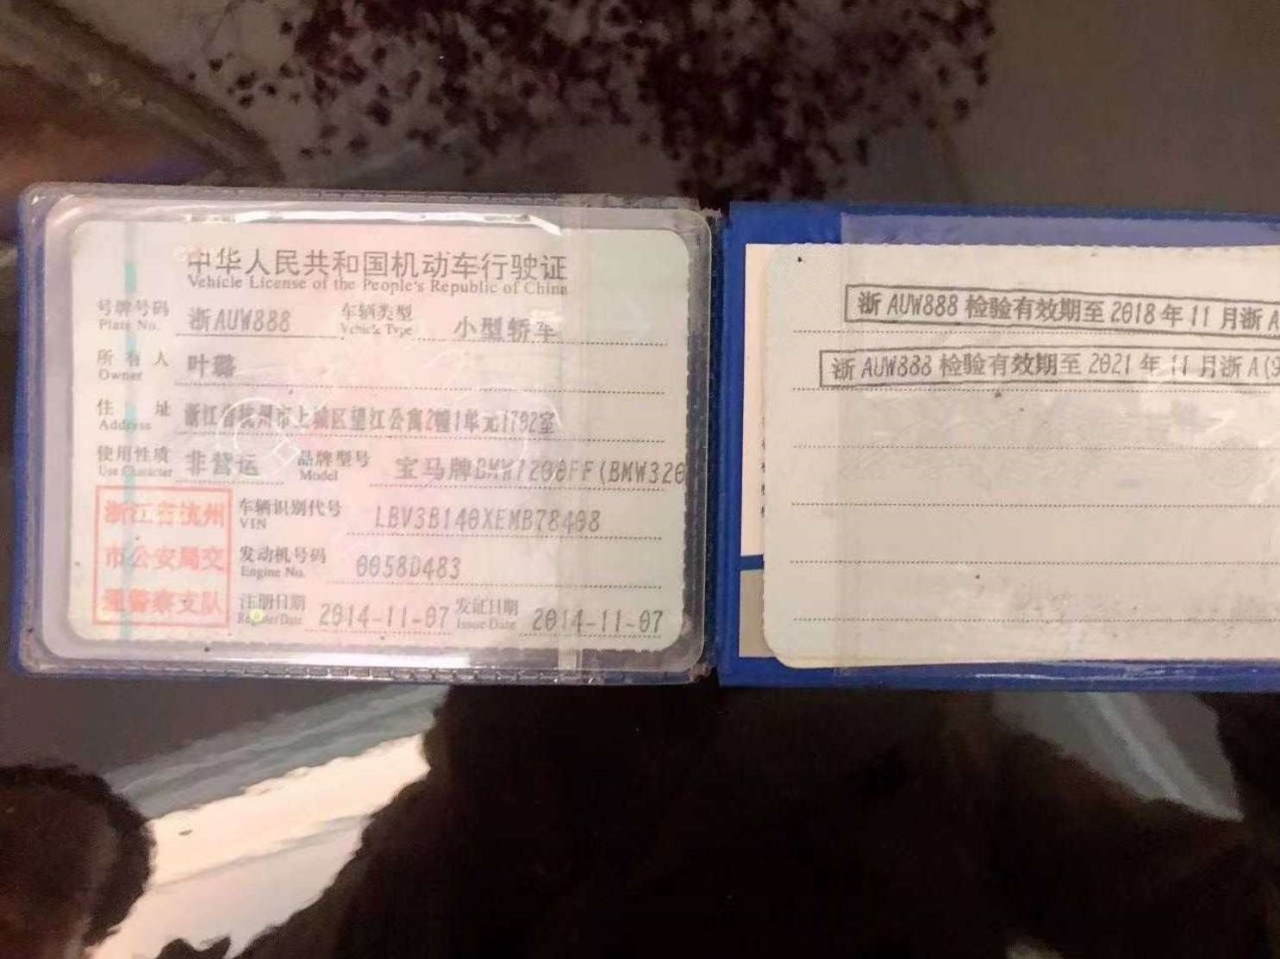 中华人民共和国机动车行驶证
Vehicle License of the People's Republic of China
号牌号码 浙AUW888 车辆类型 小型轿车
Plate No. Vehicle Type
所有人 叶璐
Owner
住址 浙江省杭州市上城区望江公寓2幢1单元1702室
Address
使用性质 非营运 品牌型号 宝马牌BMW7200FF(BMW320
Use Character Model
车辆识别代号 LBV3B140XEMB78408
VIN
发动机号码 0058D483
Engine No.
注册日期 2014-11-07 发证日期 2014-11-07
Register Date Issue Date
浙江省杭州
市公安局交
通警察支队
浙AUW888检验有效期至2018年11月浙A
浙AUW888检验有效期至2021年11月浙A(9